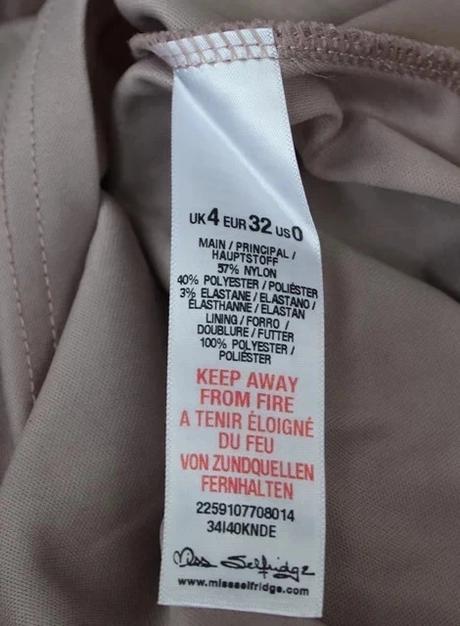 UK 4 EUR 32 US 0
MAIN / PRINCIPAL /
HAUPTSTOFF
57% NYLON
40% POLYESTER / POLIÉSTER
3% ELASTANE / ELASTANO /
ÉLASTHANNE / ELASTAN
LINING / FORRO /
DOUBLURE / FUTTER
100% POLYESTER /
POLIÉSTER
KEEP AWAY
FROM FIRE
A TENIR ÉLOIGNÉ
DU FEU
VON ZUNDQUELLEN
FERNHALTEN
2259107708014
34I40KNDE
Miss Selfridge
www.missselfridge.com